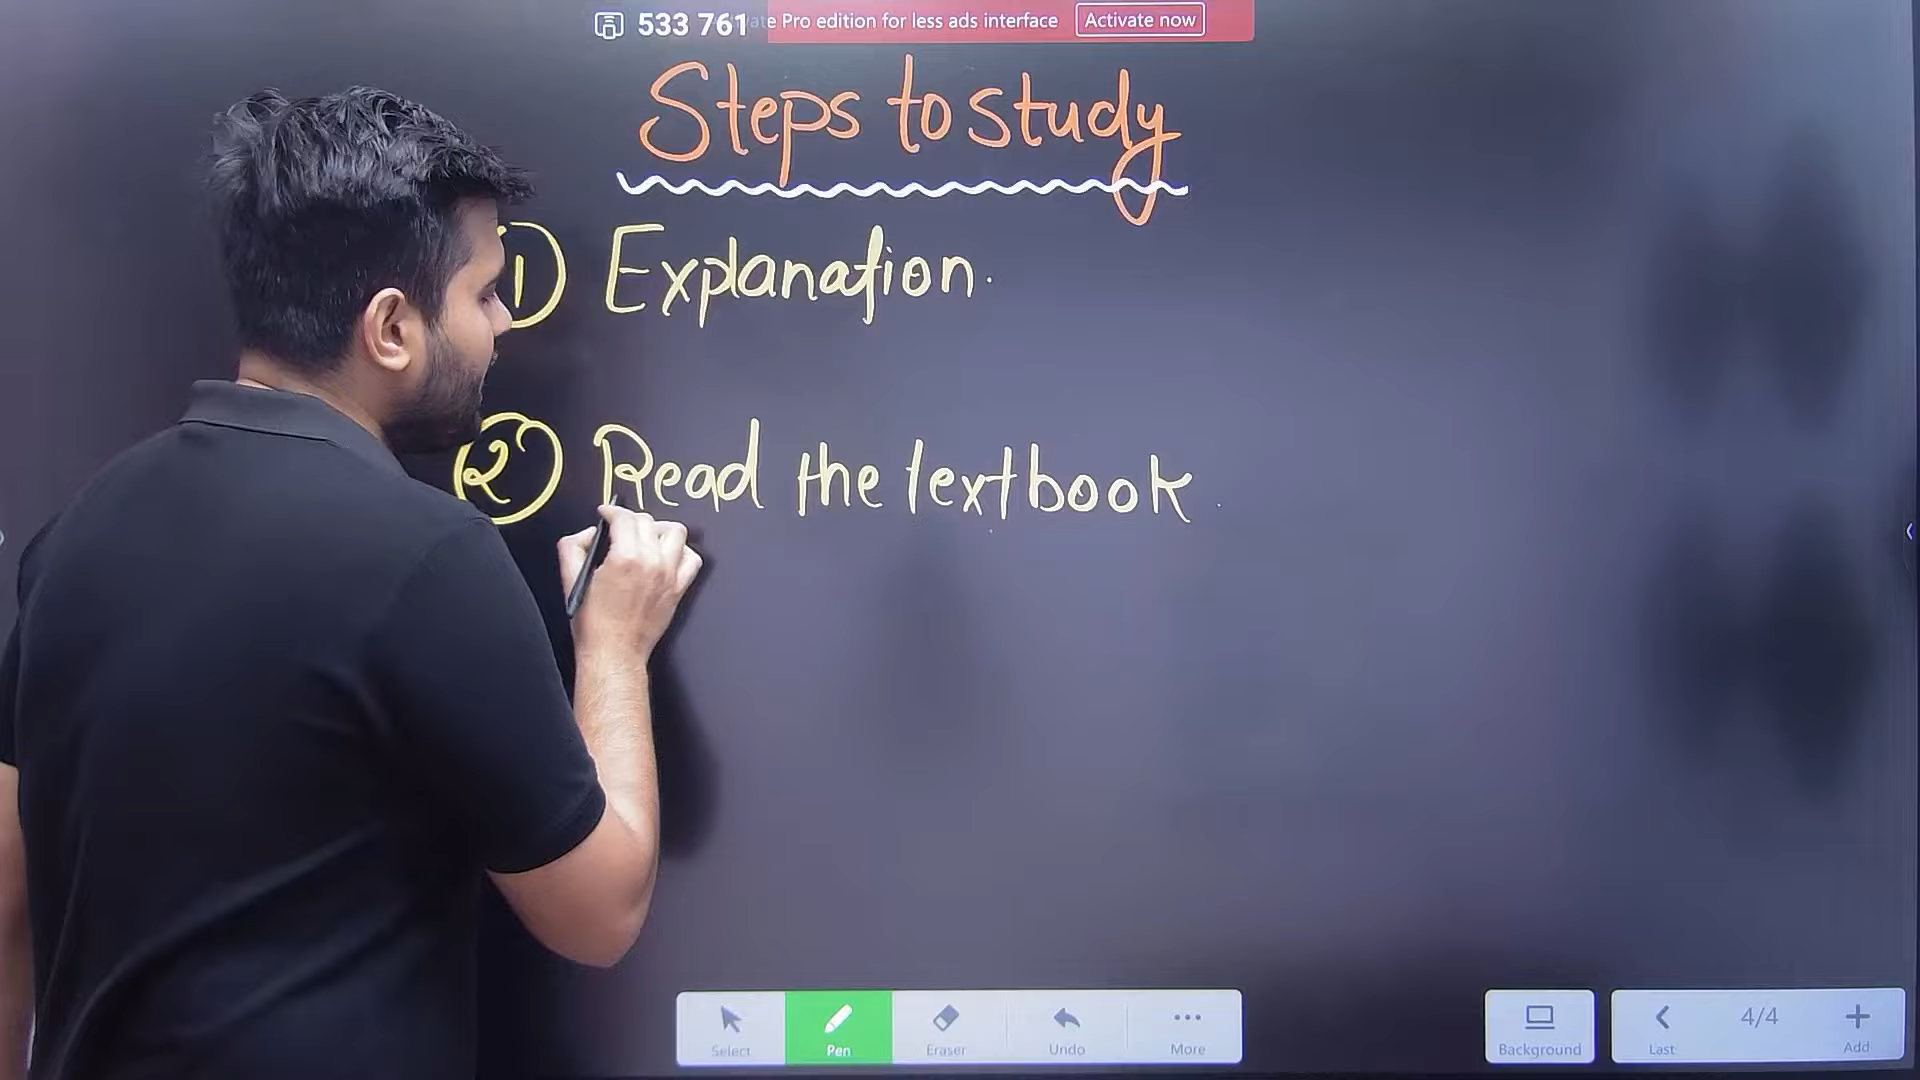 533 761
Pro edition for less ads interface Activate now
Steps to study
1 Explanation.
२ Read the textbook.
Select Pen Eraser Undo More
Background
Last 4/4 Add